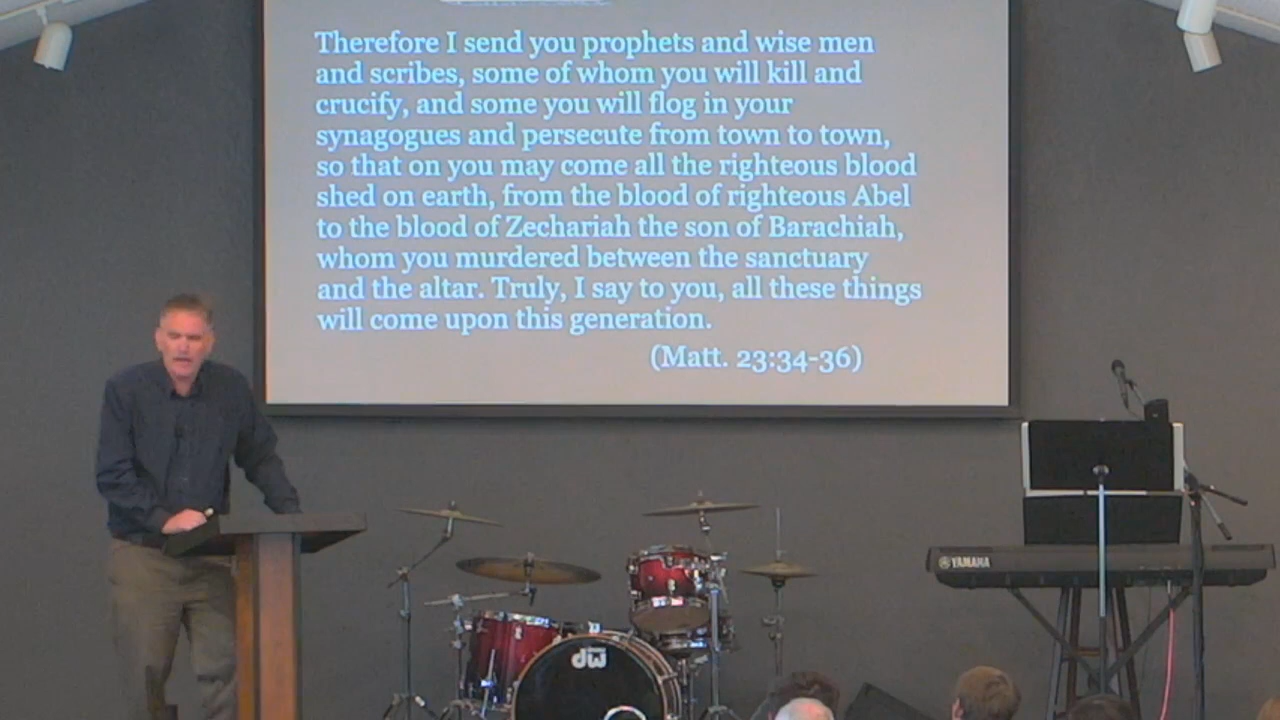 Therefore I send you prophets and wise men
and scribes, some of whom you will kill and
crucify, and some you will flog in your
synagogues and persecute from town to town,
so that on you may come all the righteous blood
shed on earth, from the blood of righteous Abel
to the blood of Zechariah the son of Barachiah,
whom you murdered between the sanctuary
and the altar. Truly, I say to you, all these things
will come upon this generation.
(Matt. 23:34-36)
YAMAHA
dw